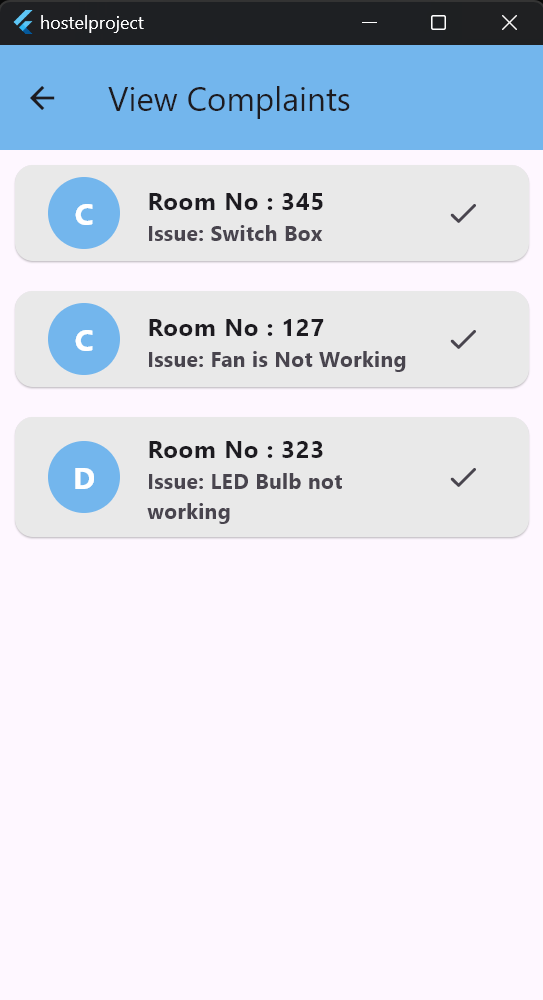 hostelproject
View Complaints
C
Room No : 345
Issue: Switch Box
C
Room No : 127
Issue: Fan is Not Working
D
Room No : 323
Issue: LED Bulb not
working